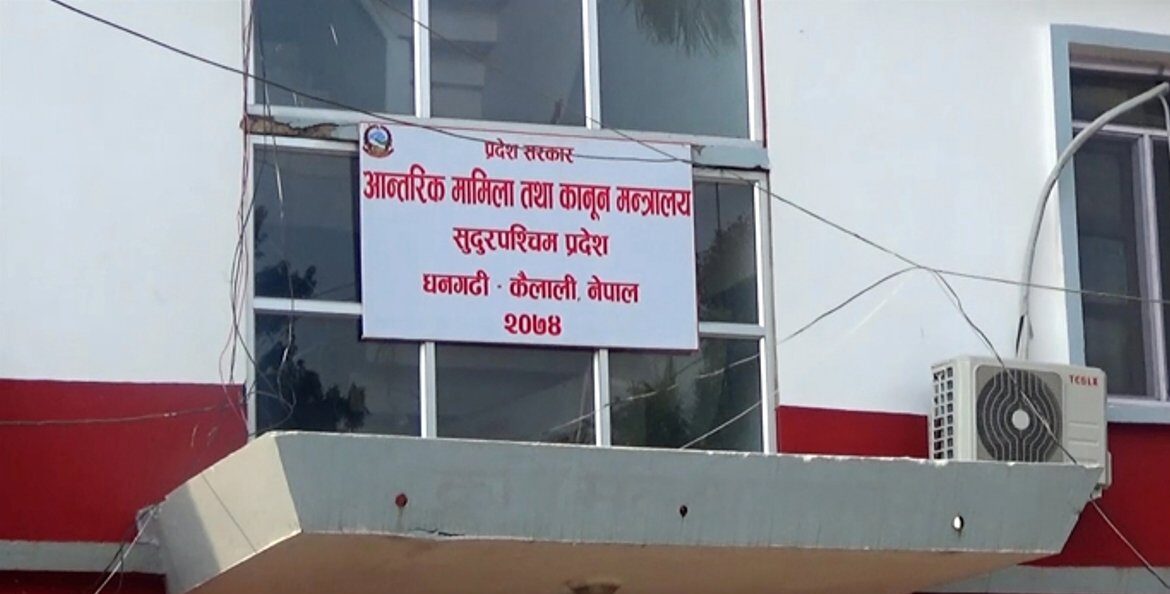 प्रदेश सरकार
आन्तरिक मामिला तथा कानून मन्त्रालय
सुदुरपश्चिम प्रदेश
धनगढी - कैलाली, नेपाल
२०७४